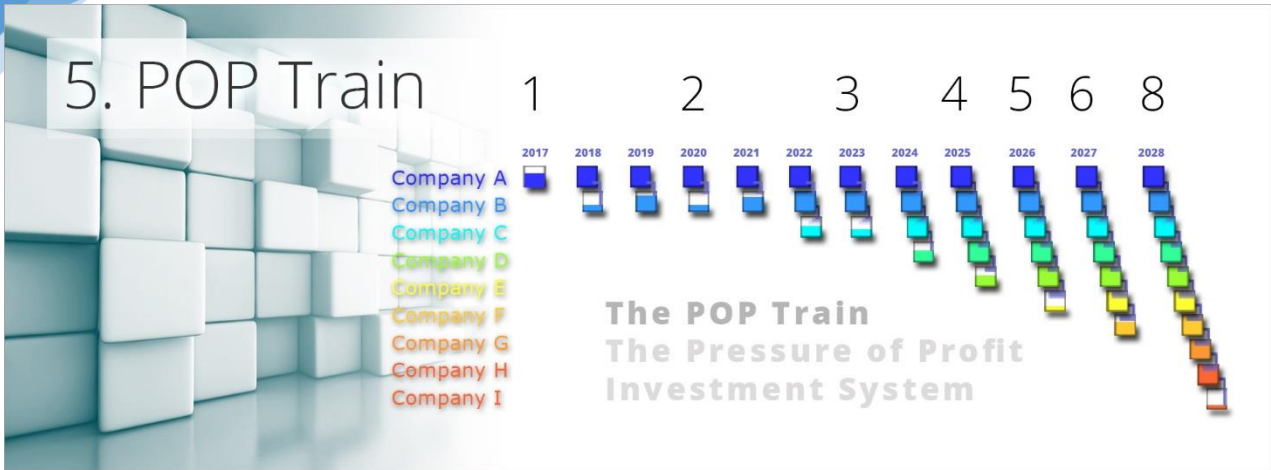 5. POP Train
1 2 3 4 5 6 8
2017 2018 2019 2020 2021 2022 2023 2024 2025 2026 2027 2028
Company A
Company B
Company C
Company D
Company E
Company F
Company G
Company H
Company I
The POP Train
The Pressure of Profit
Investment System